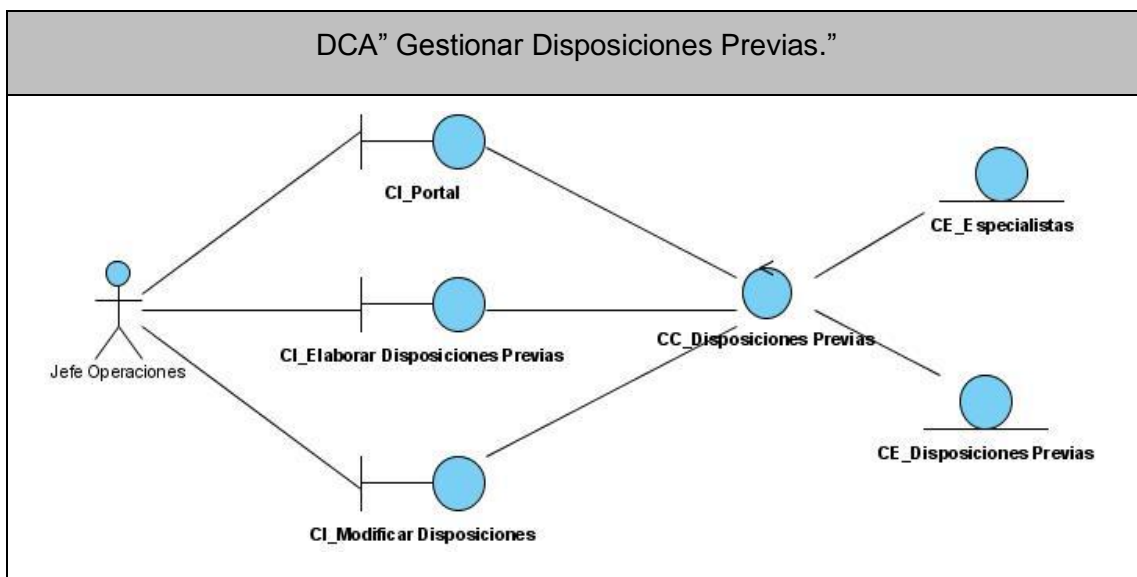 DCA” Gestionar Disposiciones Previas.”
CI_Portal
CE_Especialistas
CI_Elaborar Disposiciones Previas
CC_Disposiciones Previas
Jefe Operaciones
CE_Disposiciones Previas
CI_Modificar Disposiciones